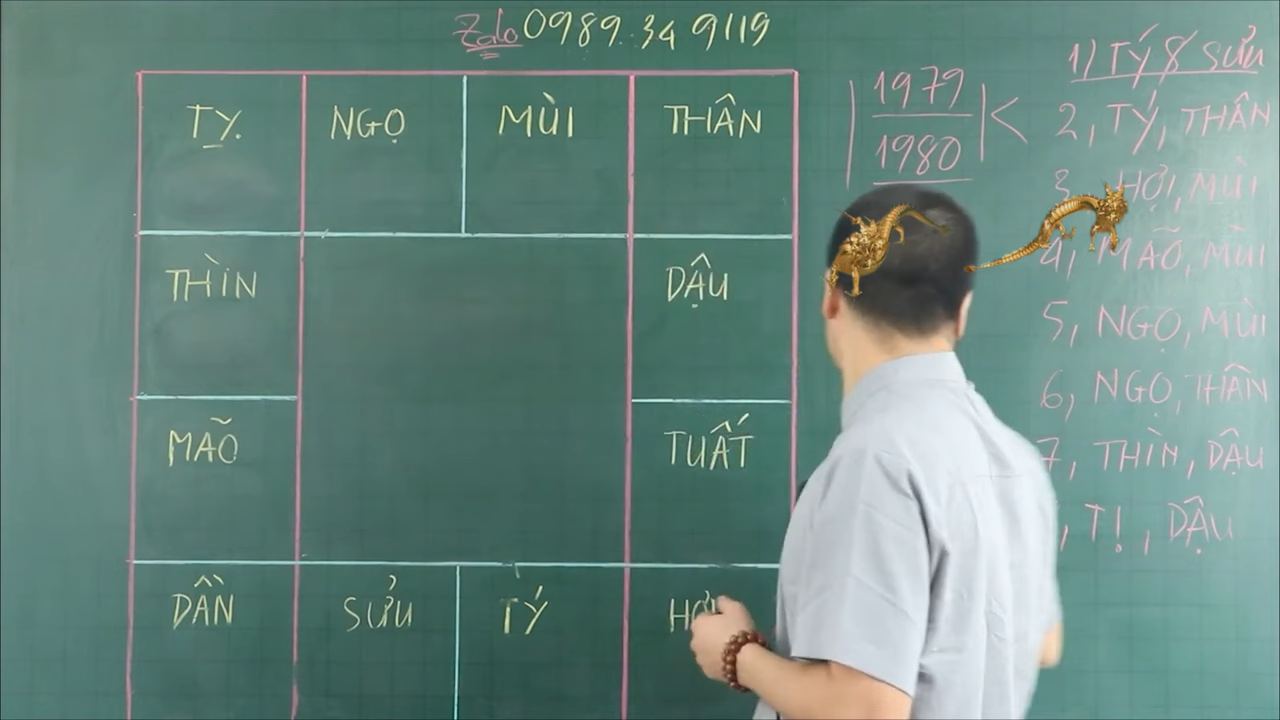 Zalo 0989.34 9119
TỴ
NGỌ
MÙI
THÂN
THÌN
DẬU
MÃO
TUẤT
DẦN
SỬU
TÝ
1979
1980
<
1) TÝ & SỬU
2, TÝ, THÂN
3 HỢI, MÙI
4, MÃO, MÙI
5, NGỌ, MÙI
6, NGỌ, THÂN
7, THÌN, DẬU
, TỊ, DẬU